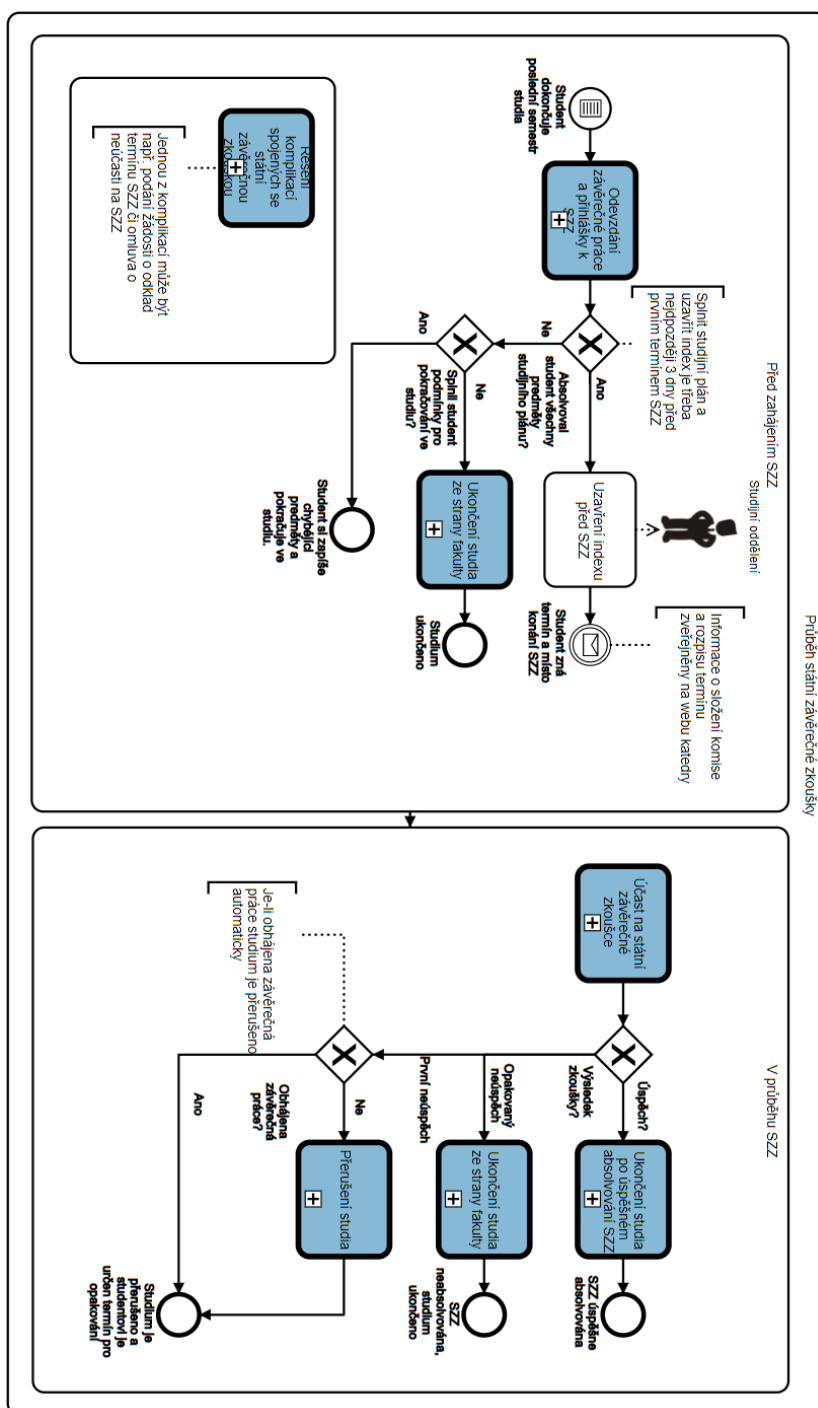 Průběh státní závěrečné zkoušky
Před zahájením SZZ
Student
dokončuje
poslední semestr
studia
Odevzdání
závěrečné práce
a přihlášky k
SZZ
Splnit studijní plán a
uzavřít index je třeba
nejdpozději 3 dny před
prvním termínem SZZ
Absolvoval
student všechny
predměty
studijního plánu?
Ano
Ne
Uzavření indexu
před SZZ
Studijní oddělení
Student zná
termín a místo
konání SZZ
Informace o složení komise
a rozpisu termínu
zveřejněny na webu katedry
Splnil student
podmínky pro
pokračování ve
studiu?
Ne
Ano
Ukončení studia
ze strany fakulty
Studium
ukončeno
Student si zapíše
chybějící
predměty a
pokračuje ve
studiu.
Řešení
komplikací
spojených se
státní
závěrečnou
zkouškou
Jednou z komplikací může být
např. podání žádosti o odklad
termínu SZZ či omluva o
neúčasti na SZZ
V průběhu SZZ
Účast na státní
závěrečné
zkoušce
Výsledek
zkoušky?
Úspěch?
Ukončení studia
po úspěšném
absolvování SZZ
SZZ úspěšne
absolvována
Opakovaný
neúspěch
Ukončení studia
ze strany fakulty
SZZ
neabsolvována,
studium
ukončeno
První neúspěch
Obhájena
závěrečná
práce?
Ne
Ano
Přerušení studia
Studium je
přerušeno a
studentovi je
určen termín pro
opakování
Je-li obhájena závěrečná
práce studium je přerušeno
automaticky